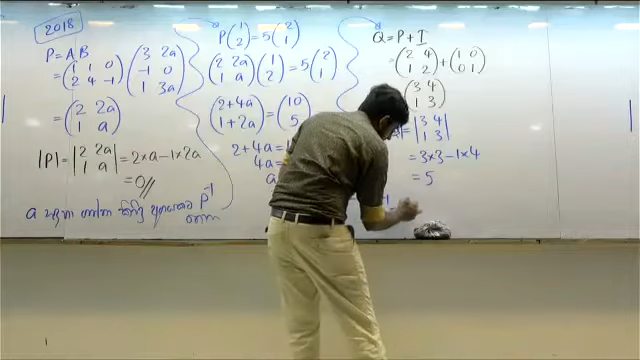 2018
P = A B
= (1 1 0
2 4 -1) (3 2a
-1 0
1 3a)
= (2 2a
1 a)
|P| = |2 2a
1 a| = 2×a-1×2a
= 0//
P⁻¹
P(1
2) = 5(2
1)
(2 2a
1 a)(1
2) = 5(2
1)
(2+4a
1+2a) = (10
5)
2+4a =
4a =
a
Q = P + I
= (2 4
1 2) + (1 0
0 1)
(3 4
1 3)
= |3 4
1 3|
= 3×3-1×4
= 5